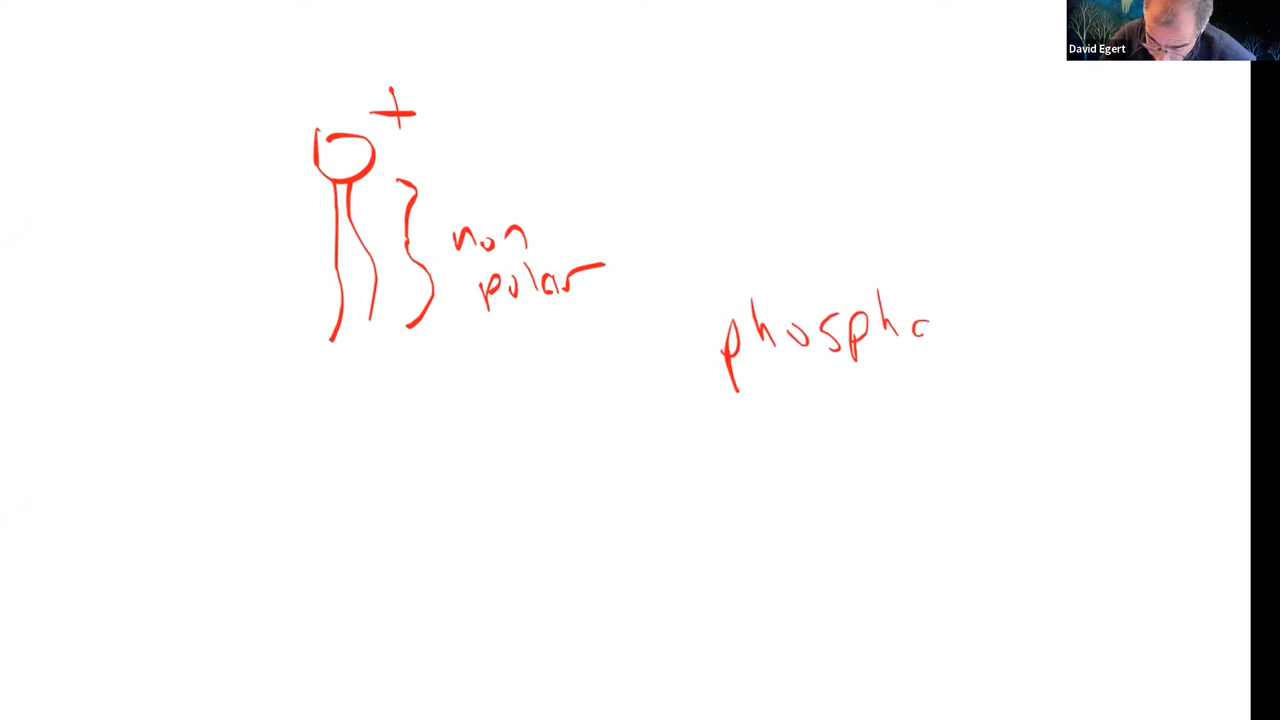 David Egert
+
non
polar
phospho